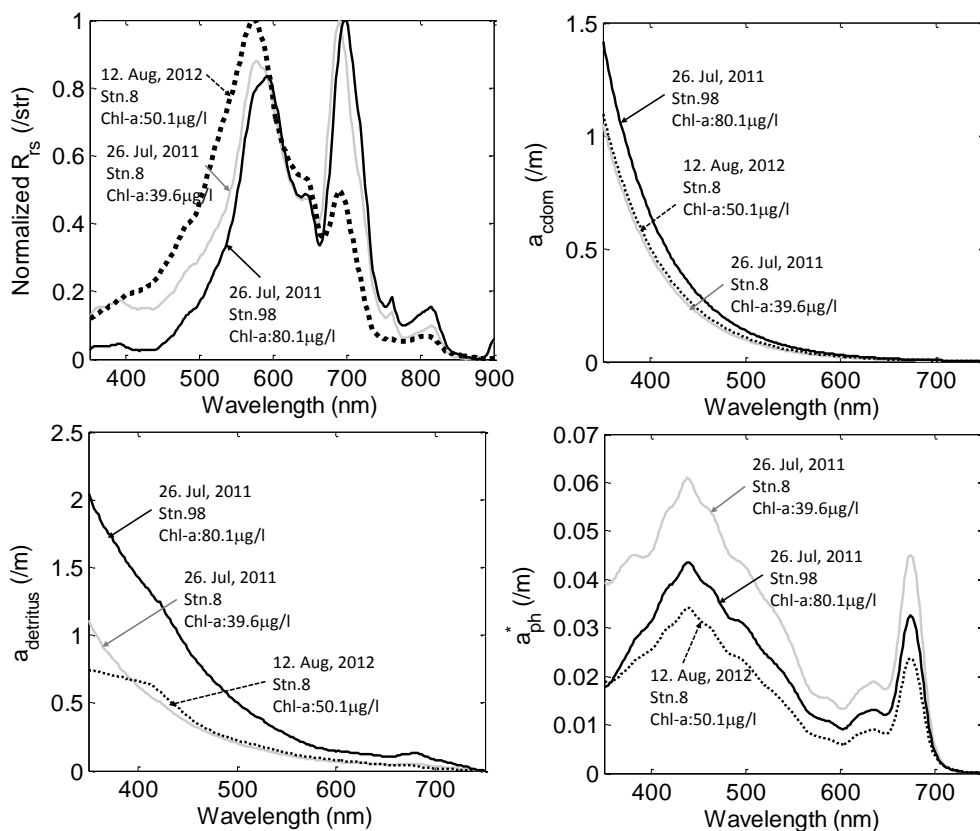 Normalized Rrs (/str)
1
0.8
0.6
0.4
0.2
0
12. Aug, 2012
Stn.8
Chl-a:50.1µg/l
26. Jul, 2011
Stn.8
Chl-a:39.6µg/l
26. Jul, 2011
Stn.98
Chl-a:80.1µg/l
400 500 600 700 800 900
Wavelength (nm)
acdom (/m)
1.5
1
0.5
0
26. Jul, 2011
Stn.98
Chl-a:80.1µg/l
12. Aug, 2012
Stn.8
Chl-a:50.1µg/l
26. Jul, 2011
Stn.8
Chl-a:39.6µg/l
400 500 600 700
Wavelength (nm)
adetritus (/m)
2.5
2
1.5
1
0.5
0
26. Jul, 2011
Stn.98
Chl-a:80.1µg/l
26. Jul, 2011
Stn.8
Chl-a:39.6µg/l
12. Aug, 2012
Stn.8
Chl-a:50.1µg/l
400 500 600 700
Wavelength (nm)
a*ph (/m)
0.07
0.06
0.05
0.04
0.03
0.02
0.01
0
26. Jul, 2011
Stn.8
Chl-a:39.6µg/l
26. Jul, 2011
Stn.98
Chl-a:80.1µg/l
12. Aug, 2012
Stn.8
Chl-a:50.1µg/l
400 500 600 700
Wavelength (nm)